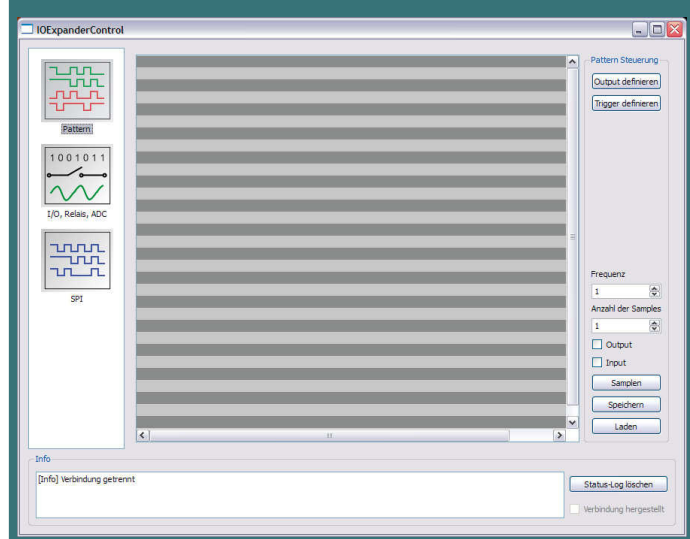 IOExpanderControl
Pattern
1001011
I/O, Relais, ADC
SPI
Pattern Steuerung
Output definieren
Trigger definieren
Frequenz
1
Anzahl der Samples
1
Output
Input
Samplen
Speichern
Laden
Info
[Info] Verbindung getrennt
Status-Log löschen
Verbindung hergestellt